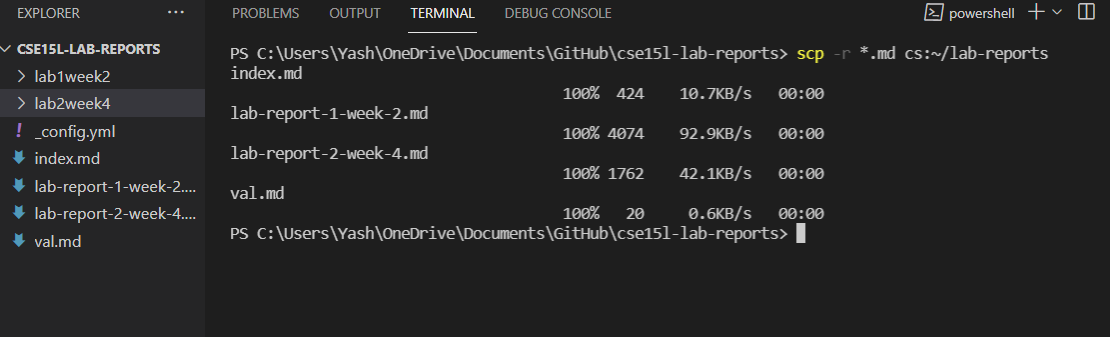 EXPLORER ···
CSE15L-LAB-REPORTS
lab1week2
lab2week4
! _config.yml
index.md
lab-report-1-week-2....
lab-report-2-week-4....
val.md
PROBLEMS OUTPUT TERMINAL DEBUG CONSOLE powershell
PS C:\Users\Yash\OneDrive\Documents\GitHub\cse15l-lab-reports> scp -r *.md cs:~/lab-reports
index.md
100% 424 10.7KB/s 00:00
lab-report-1-week-2.md
100% 4074 92.9KB/s 00:00
lab-report-2-week-4.md
100% 1762 42.1KB/s 00:00
val.md
100% 20 0.6KB/s 00:00
PS C:\Users\Yash\OneDrive\Documents\GitHub\cse15l-lab-reports>